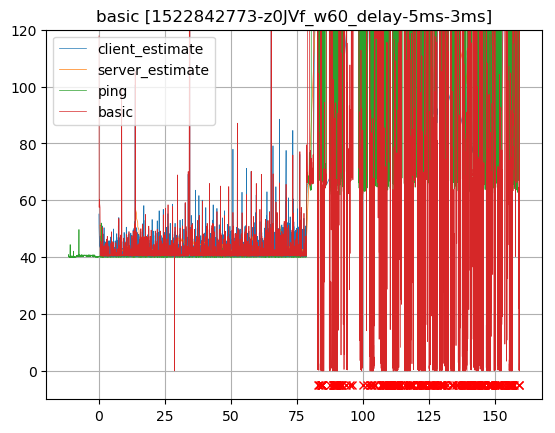 basic [1522842773-z0JVf_w60_delay-5ms-3ms]
client_estimate
server_estimate
ping
basic
120
100
80
60
40
20
0
0 25 50 75 100 125 150